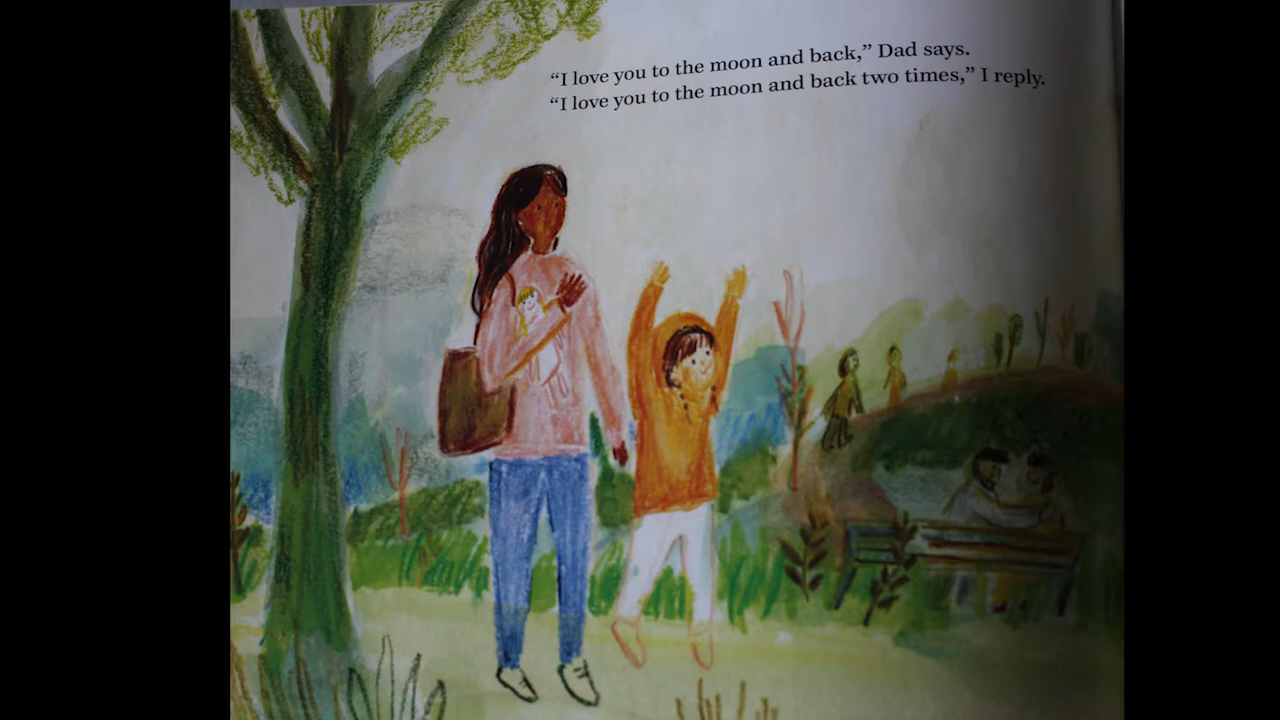 “I love you to the moon and back,” Dad says.
“I love you to the moon and back two times,” I reply.